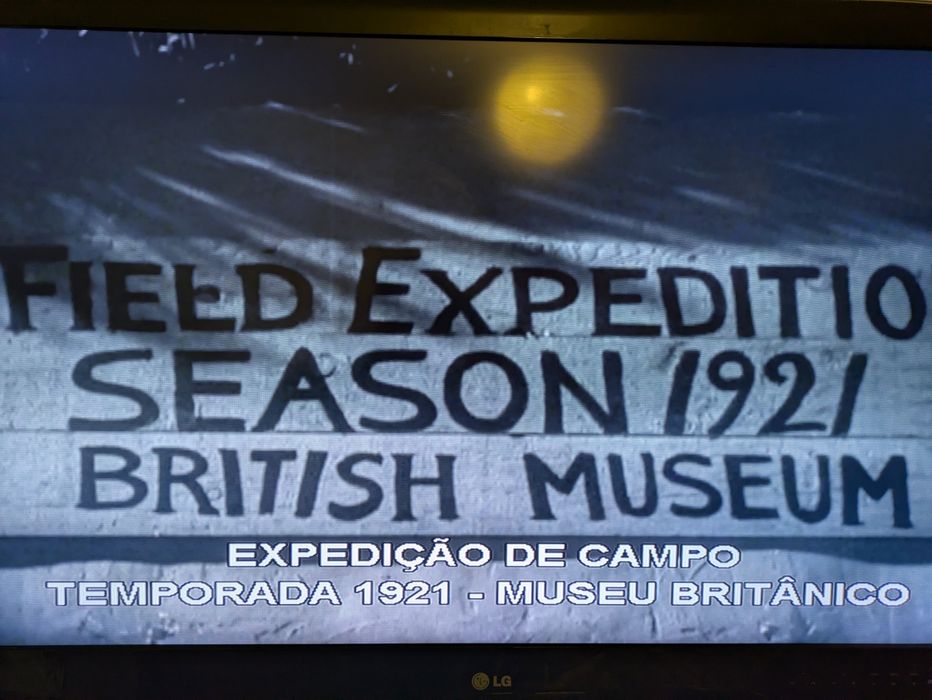 FIELD EXPEDITIO
SEASON 1921
BRITISH MUSEUM
EXPEDIÇÃO DE CAMPO
TEMPORADA 1921 - MUSEU BRITÂNICO
LG